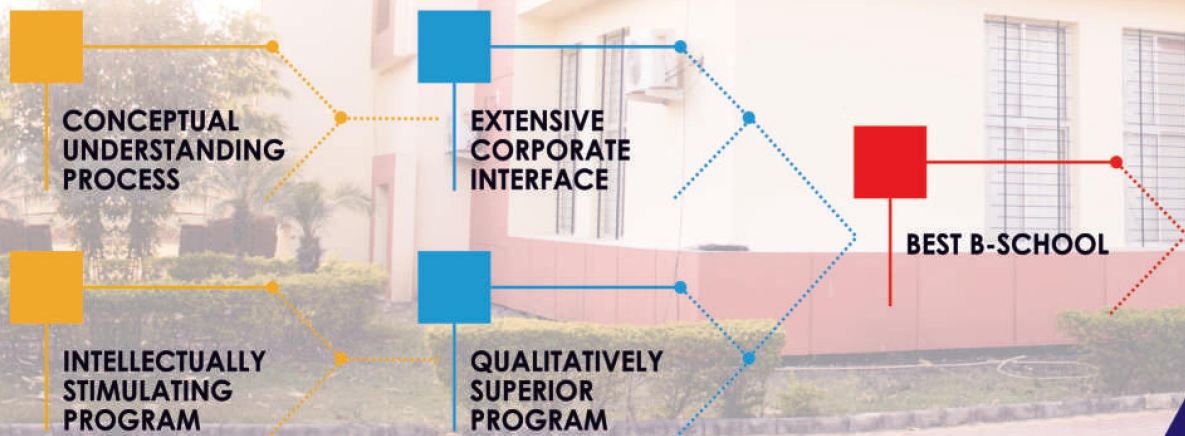 CONCEPTUAL
UNDERSTANDING
PROCESS
EXTENSIVE
CORPORATE
INTERFACE
BEST B-SCHOOL
INTELLECTUALLY
STIMULATING
PROGRAM
QUALITATIVELY
SUPERIOR
PROGRAM